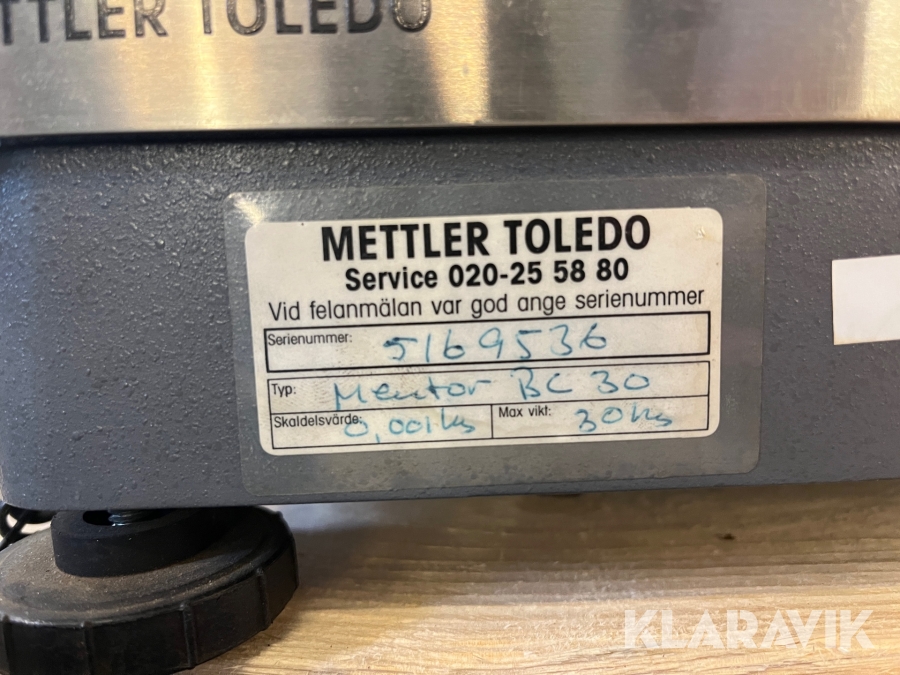 TTLER TOLEDO
METTLER TOLEDO
Service 020-25 58 80
Vid felanmälan var god ange serienummer
Serienummer: 5169536
Typ: Mentor BC 30
Skaldelsvärde: 0,001kg Max vikt: 30kg
KLARAVIK